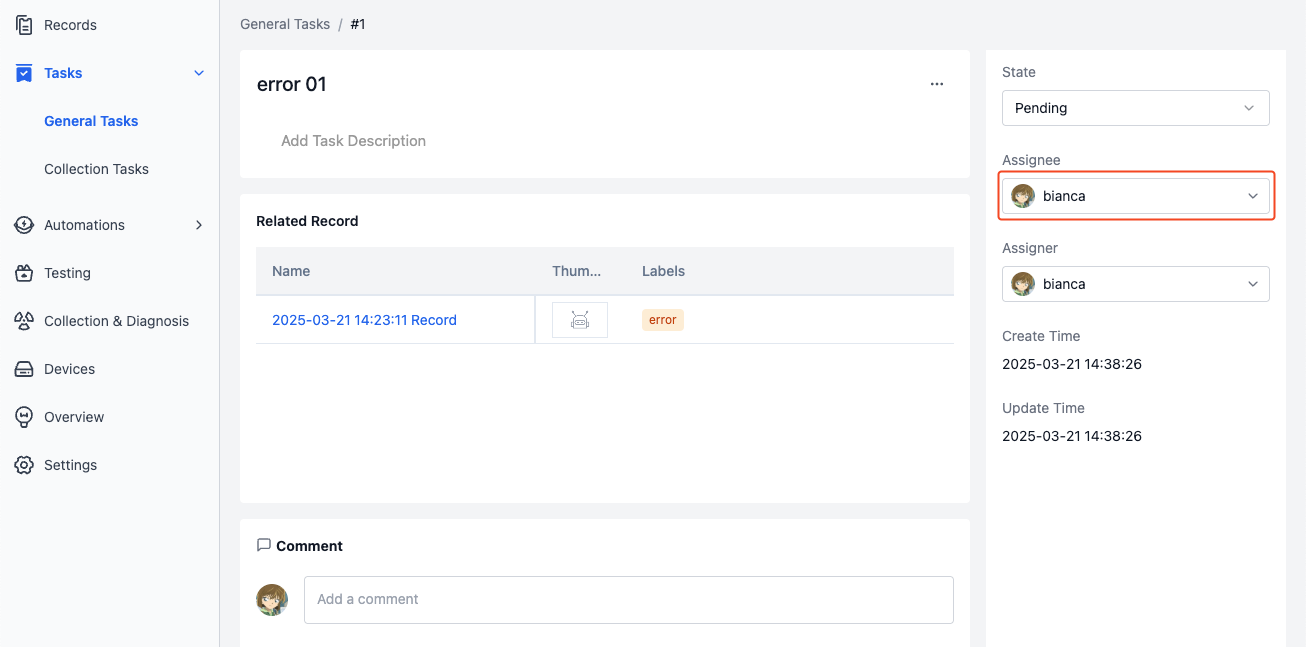 Records
Tasks
General Tasks
Collection Tasks
Automations
Testing
Collection & Diagnosis
Devices
Overview
Settings
General Tasks / #1
error 01
Add Task Description
Related Record
Name Thum... Labels
2025-03-21 14:23:11 Record error
Comment
Add a comment
State
Pending
Assignee
bianca
Assigner
bianca
Create Time
2025-03-21 14:38:26
Update Time
2025-03-21 14:38:26